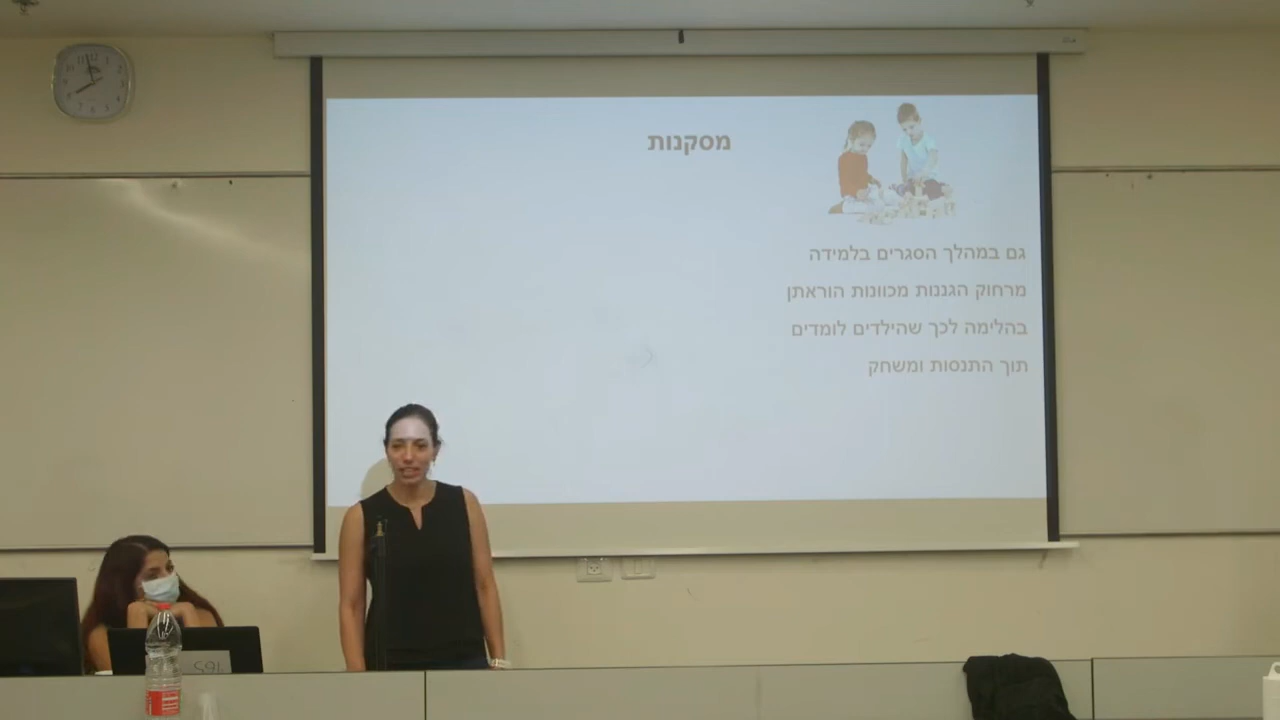 מסקנות
גם במהלך הסגרים בלמידה
מרחוק הגננות מכוונות הוראתן
בהלימה לכך שהילדים לומדים
תוך התנסות ומשחק